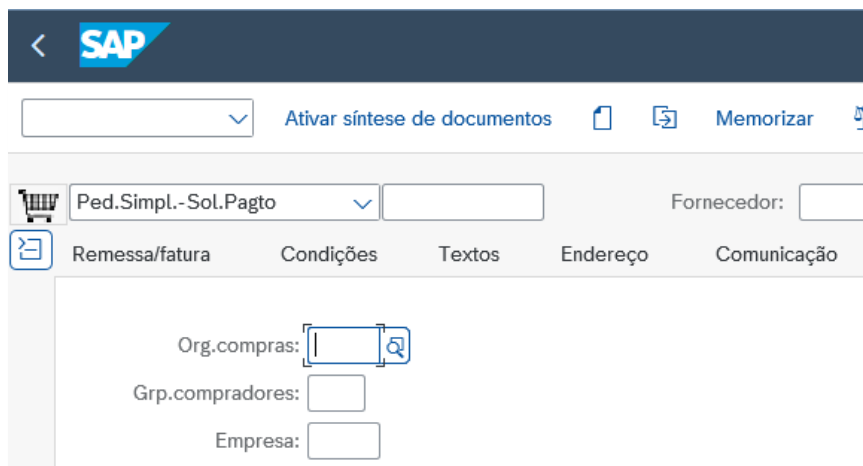 SAP
Ativar síntese de documentos Memorizar
Ped.Simpl.-Sol.Pagto Fornecedor:
Remessa/fatura Condições Textos Endereço Comunicação
Org.compras:
Grp.compradores:
Empresa: